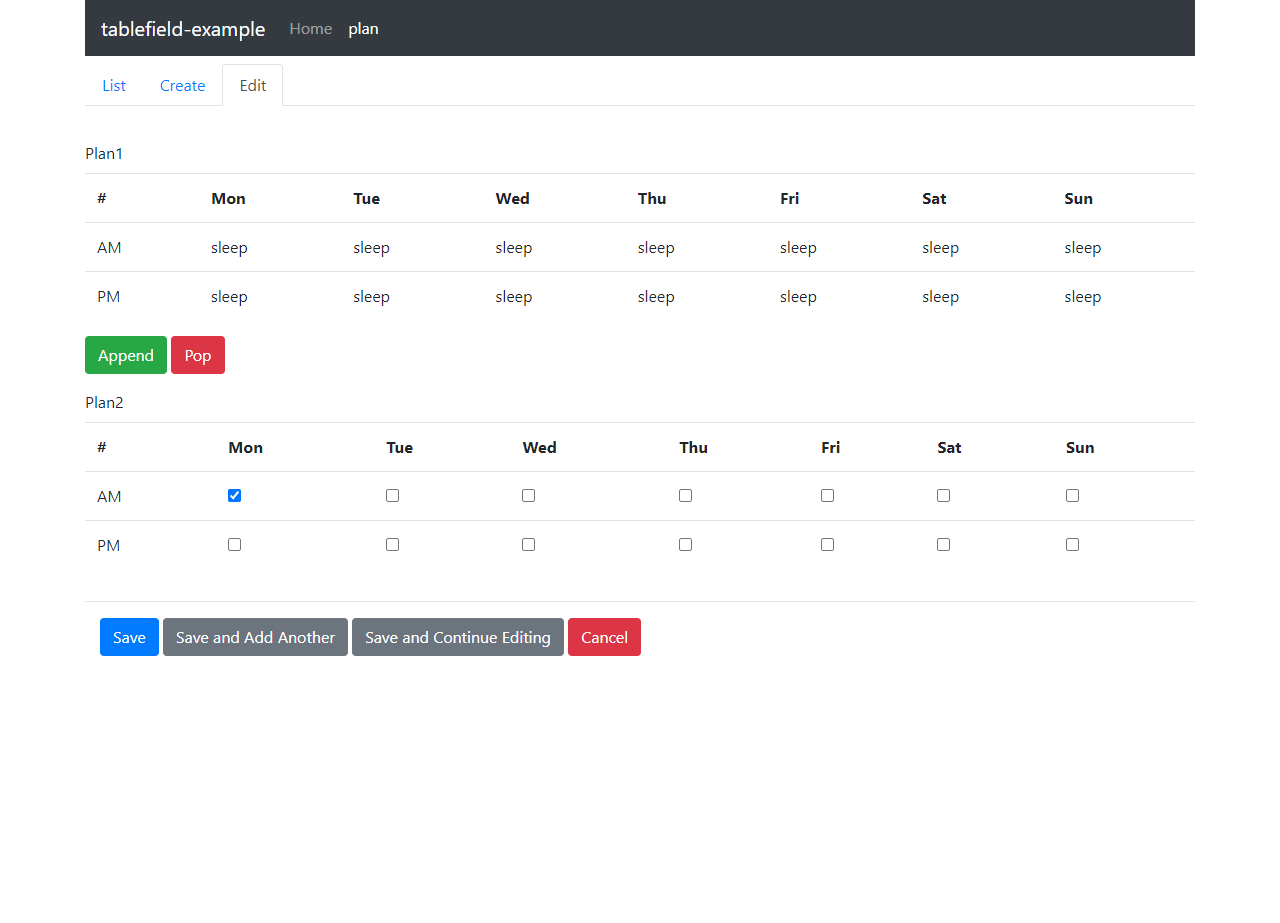 tablefield-example Home plan
List Create Edit
Plan1
# Mon Tue Wed Thu Fri Sat Sun
AM sleep sleep sleep sleep sleep sleep sleep
PM sleep sleep sleep sleep sleep sleep sleep
Append Pop
Plan2
# Mon Tue Wed Thu Fri Sat Sun
AM
PM
Save Save and Add Another Save and Continue Editing Cancel